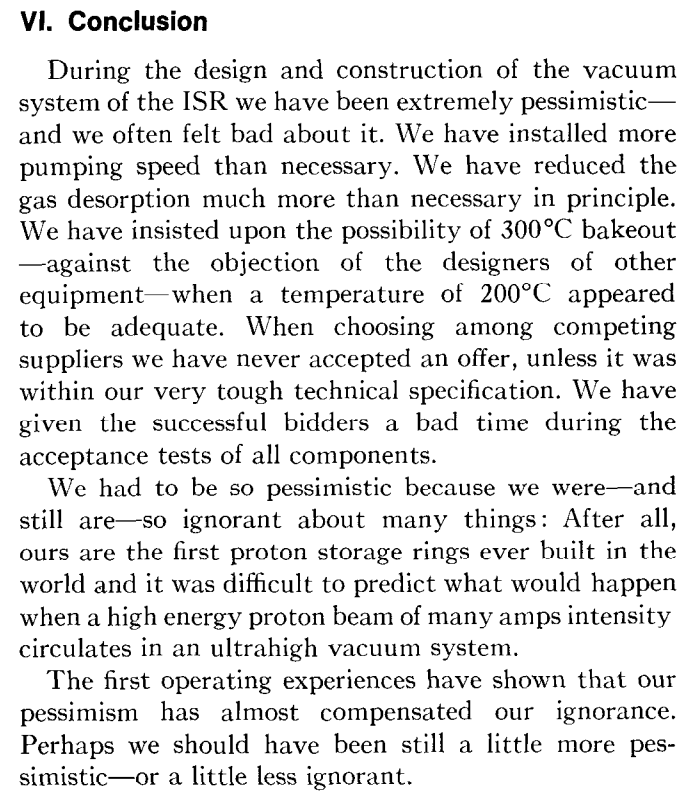 VI. Conclusion
During the design and construction of the vacuum
system of the ISR we have been extremely pessimistic—
and we often felt bad about it. We have installed more
pumping speed than necessary. We have reduced the
gas desorption much more than necessary in principle.
We have insisted upon the possibility of 300°C bakeout
—against the objection of the designers of other
equipment—when a temperature of 200°C appeared
to be adequate. When choosing among competing
suppliers we have never accepted an offer, unless it was
within our very tough technical specification. We have
given the successful bidders a bad time during the
acceptance tests of all components.
We had to be so pessimistic because we were—and
still are—so ignorant about many things: After all,
ours are the first proton storage rings ever built in the
world and it was difficult to predict what would happen
when a high energy proton beam of many amps intensity
circulates in an ultrahigh vacuum system.
The first operating experiences have shown that our
pessimism has almost compensated our ignorance.
Perhaps we should have been still a little more pes-
simistic—or a little less ignorant.